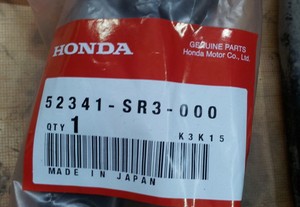 HONDA
GENUINE PARTS
Honda Motor Co., Ltd.
52341-SR3-000
QTY 1
K3K15
MADE IN JAPAN